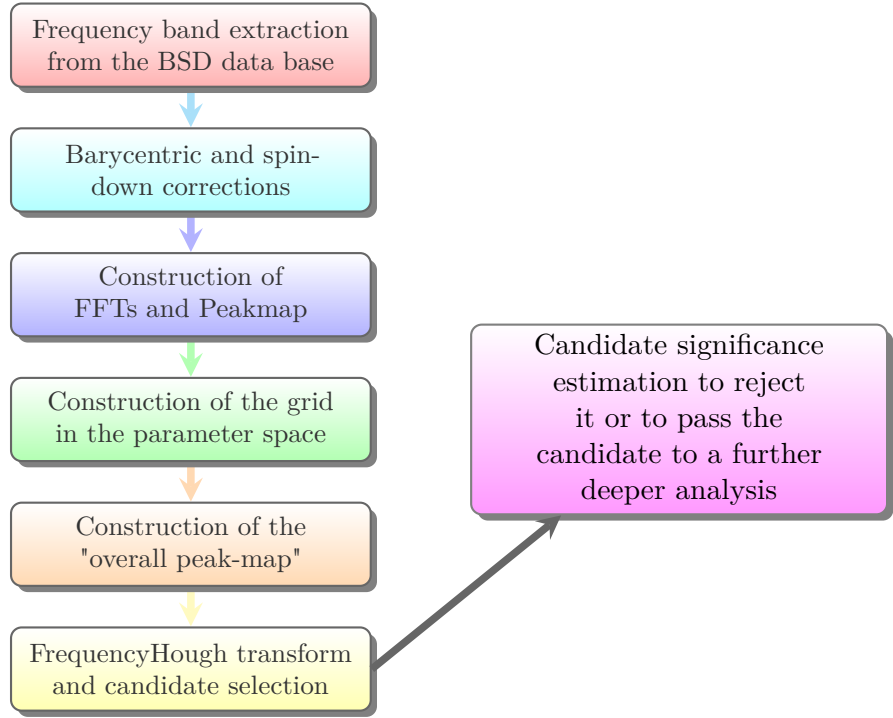 Frequency band extraction
from the BSD data base
Barycentric and spin-
down corrections
Construction of
FFTs and Peakmap
Construction of the grid
in the parameter space
Construction of the
"overall peak-map"
FrequencyHough transform
and candidate selection
Candidate significance
estimation to reject
it or to pass the
candidate to a further
deeper analysis